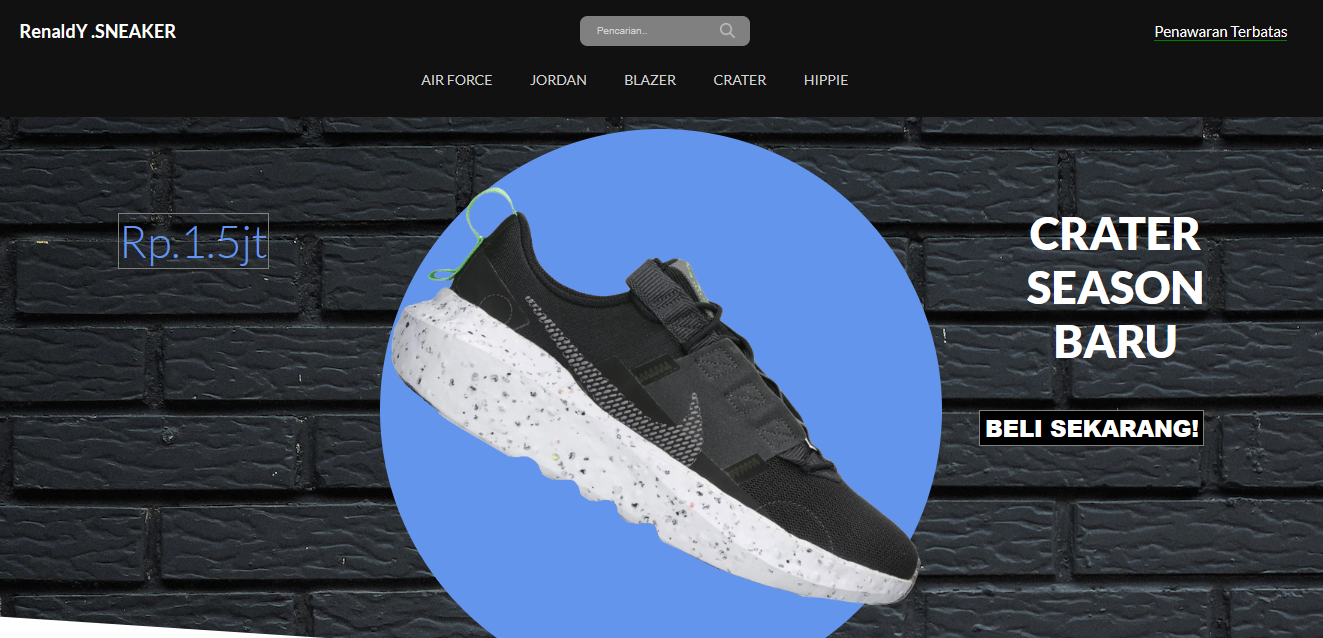 RenaldY .SNEAKER
Pencarian..
Penawaran Terbatas
AIR FORCE
JORDAN
BLAZER
CRATER
HIPPIE
Rp.1.5jt
CRATER
SEASON
BARU
BELI SEKARANG!